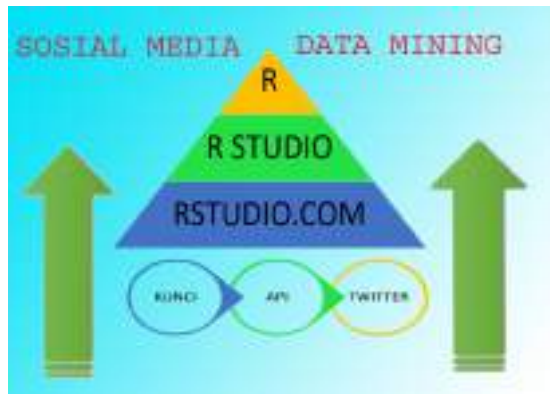 SOSIAL MEDIA DATA MINING
R
R STUDIO
RSTUDIO.COM
KUNCI API TWITTER